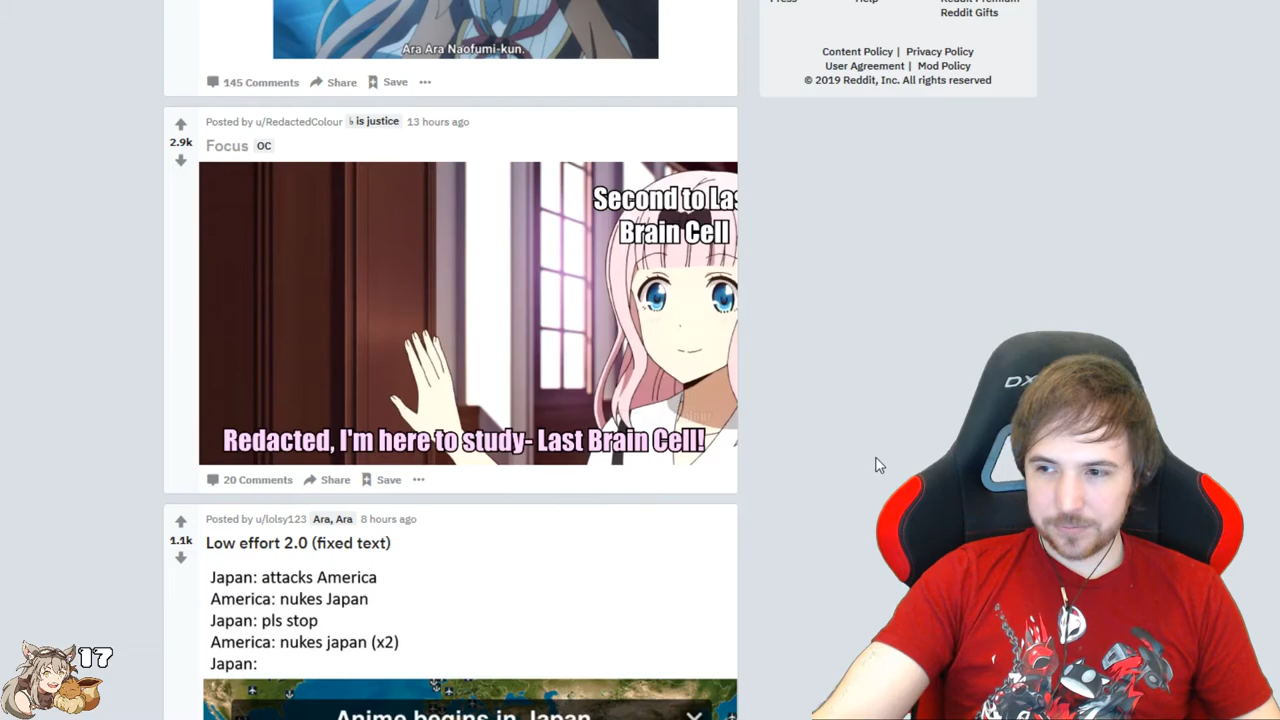 Ara Ara Naofumi-kun.
145 Comments Share Save
Press Help Reddit Premium
Reddit Gifts
Content Policy | Privacy Policy
User Agreement | Mod Policy
© 2019 Reddit, Inc. All rights reserved
Posted by u/RedactedColour ♭ is justice 13 hours ago
2.9k
Focus OC
Second to Las
Brain Cell
Redacted, I'm here to study- Last Brain Cell!
20 Comments Share Save
Posted by u/lolsy123 Ara, Ara 8 hours ago
1.1k
Low effort 2.0 (fixed text)
Japan: attacks America
America: nukes Japan
Japan: pls stop
America: nukes japan (x2)
Japan:
Anime begins in Japan
17
DX